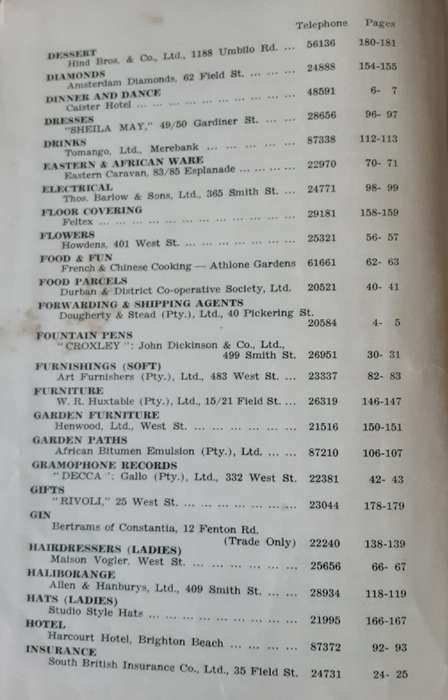 Telephone Pages
DESSERT
Hind Bros. & Co., Ltd., 1188 Umbilo Rd. ... 56136 180-181
DIAMONDS
Amsterdam Diamonds, 62 Field St. ... ... ... 24888 154-155
DINNER AND DANCE
Caister Hotel ... ... ... ... ... ... ... ... 48591 6- 7
DRESSES
"SHEILA MAY," 49/50 Gardiner St. ... ... 28656 96- 97
DRINKS
Tomango, Ltd., Merebank ... ... ... ... ... 87338 112-113
EASTERN & AFRICAN WARE
Eastern Caravan, 83/85 Esplanade ... ... ... 22970 70- 71
ELECTRICAL
Thos. Barlow & Sons, Ltd., 365 Smith St. ... 24771 98- 99
FLOOR COVERING
Feltex ... ... ... ... ... ... ... ... ... ... 29181 158-159
FLOWERS
Howdens, 401 West St. ... ... ... ... ... ... 25321 56- 57
FOOD & FUN
French & Chinese Cooking — Athlone Gardens 61661 62- 63
FOOD PARCELS
Durban & District Co-operative Society, Ltd. 20521 40- 41
FORWARDING & SHIPPING AGENTS
Dougherty & Stead (Pty.), Ltd., 40 Pickering St.
20584 4- 5
FOUNTAIN PENS
"CROXLEY": John Dickinson & Co., Ltd.,
499 Smith St. 26951 30- 31
FURNISHINGS (SOFT)
Art Furnishers (Pty.), Ltd., 483 West St. ... 23337 82- 83
FURNITURE
W. R. Huxtable (Pty.), Ltd., 15/21 Field St. ... 26319 146-147
GARDEN FURNITURE
Henwood, Ltd., West St. ... ... ... ... ... 21516 150-151
GARDEN PATHS
African Bitumen Emulsion (Pty.), Ltd. ... ... 87210 106-107
GRAMOPHONE RECORDS
"DECCA": Gallo (Pty.), Ltd., 332 West St. 22381 42- 43
GIFTS
"RIVOLI," 25 West St. ... ... ... ... ... ... 23044 178-179
GIN
Bertrams of Constantia, 12 Fenton Rd.
(Trade Only) 22240 138-139
HAIRDRESSERS (LADIES)
Maison Vogler, West St. ... ... ... ... ... 25656 66- 67
HALIBORANGE
Allen & Hanburys, Ltd., 409 Smith St. ... ... 28934 118-119
HATS (LADIES)
Studio Style Hats ... ... ... ... ... ... ... 21995 166-167
HOTEL
Harcourt Hotel, Brighton Beach ... ... ... ... 87372 92- 93
INSURANCE
South British Insurance Co., Ltd., 35 Field St. 24731 24- 25